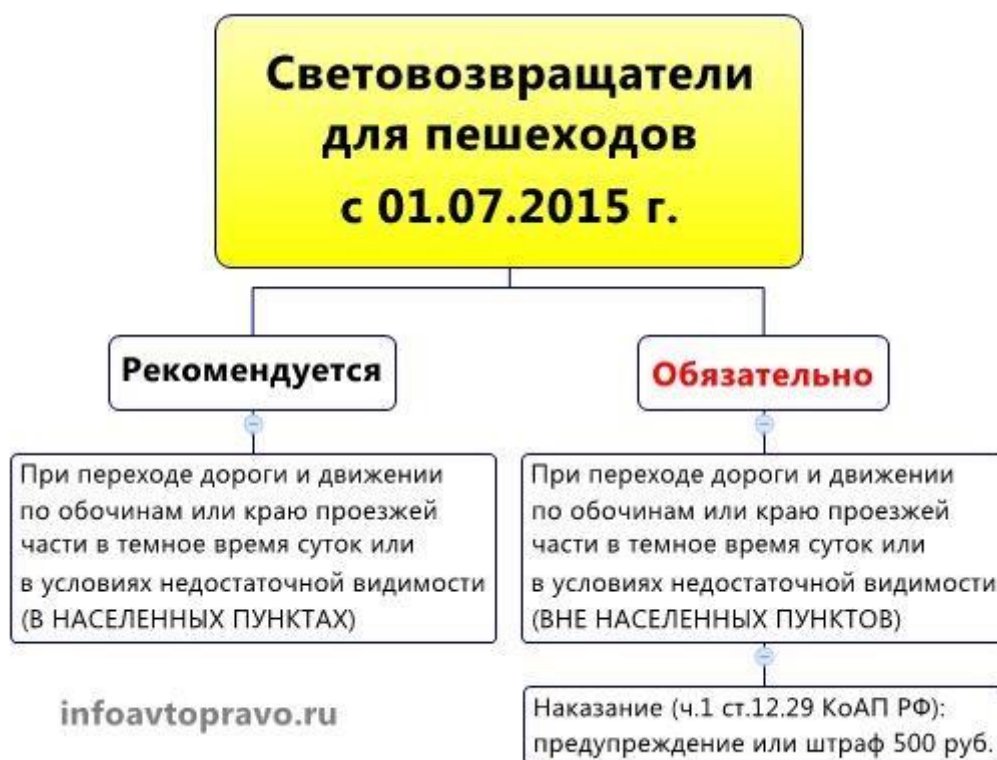 Световозвращатели
для пешеходов
с 01.07.2015 г.
Рекомендуется
Обязательно
При переходе дороги и движении
по обочинам или краю проезжей
части в темное время суток или
в условиях недостаточной видимости
(В НАСЕЛЕННЫХ ПУНКТАХ)
При переходе дороги и движении
по обочинам или краю проезжей
части в темное время суток или
в условиях недостаточной видимости
(ВНЕ НАСЕЛЕННЫХ ПУНКТОВ)
Наказание (ч.1 ст.12.29 КоАП РФ):
предупреждение или штраф 500 руб.
infoavtopravo.ru